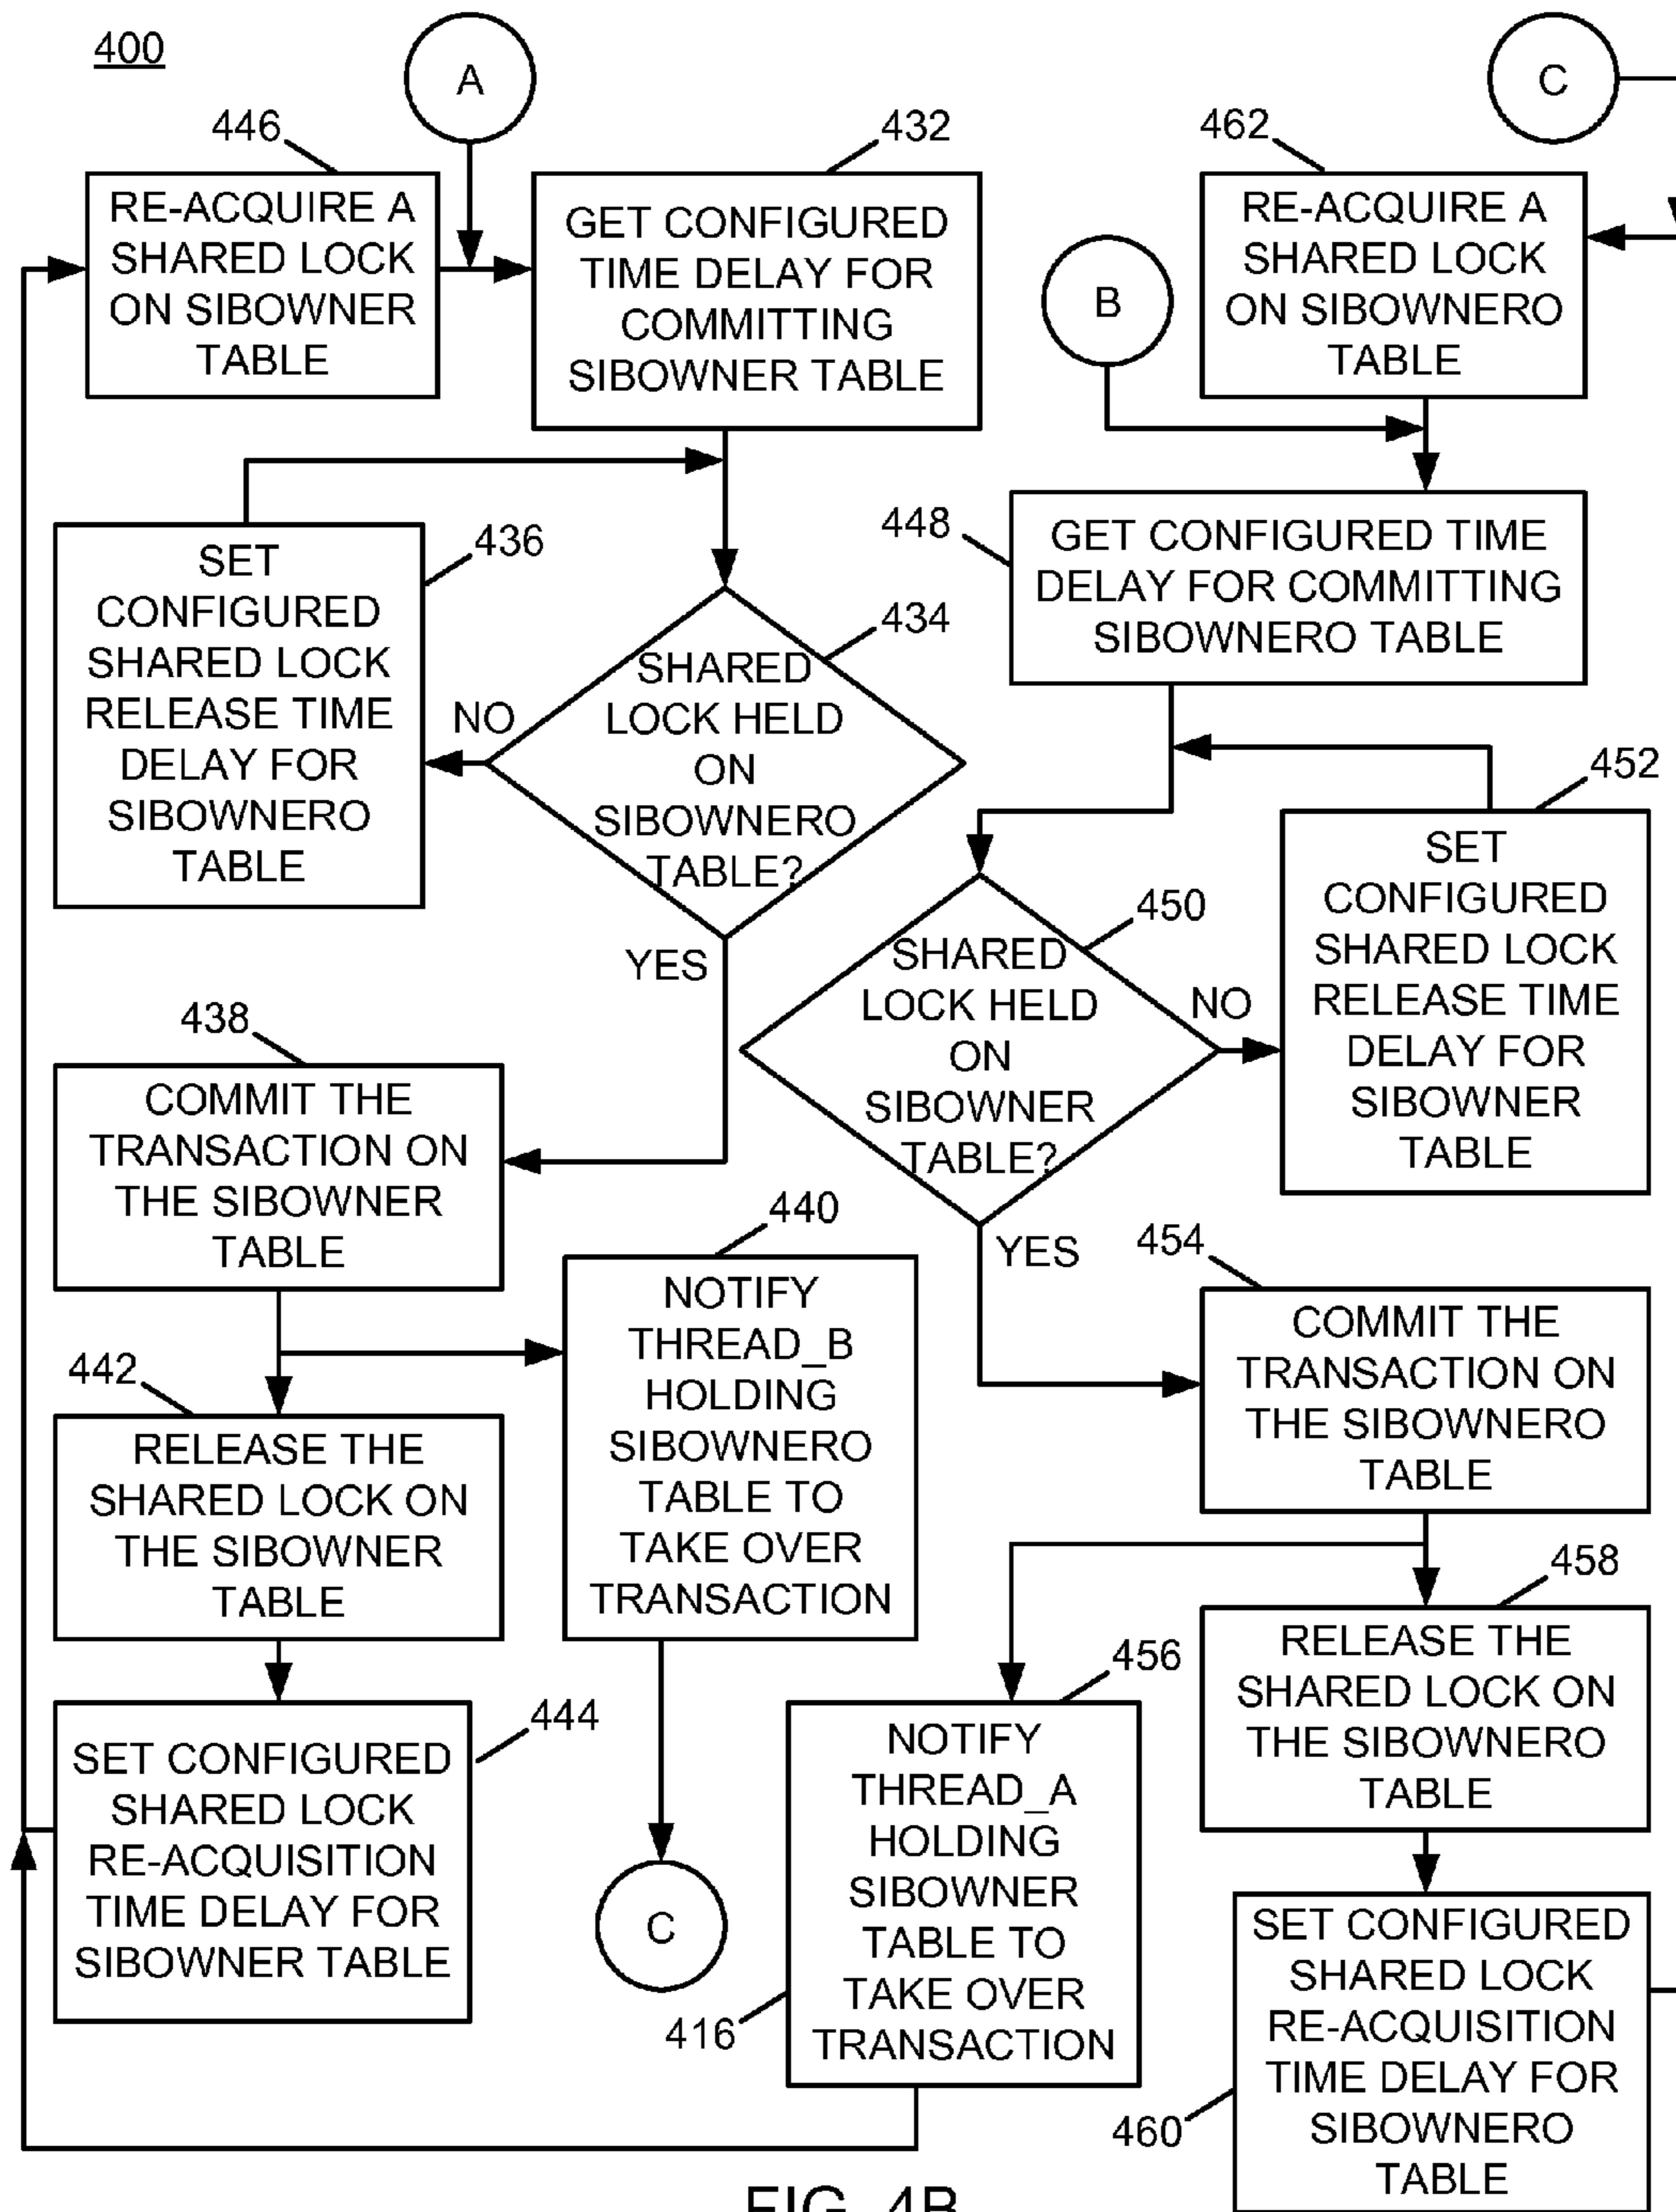 400
A
C
446
432
462
RE-ACQUIRE A
SHARED LOCK
ON SIBOWNER
TABLE
GET CONFIGURED
TIME DELAY FOR
COMMITTING
SIBOWNER TABLE
RE-ACQUIRE A
SHARED LOCK
ON SIBOWNERO
TABLE
B
436
SET
CONFIGURED
SHARED LOCK
RELEASE TIME
DELAY FOR
SIBOWNERO
TABLE
448
GET CONFIGURED TIME
DELAY FOR COMMITTING
SIBOWNERO TABLE
434
SHARED
LOCK HELD
ON
SIBOWNERO
TABLE?
NO
YES
452
SET
CONFIGURED
SHARED LOCK
RELEASE TIME
DELAY FOR
SIBOWNER
TABLE
450
SHARED
LOCK HELD
ON
SIBOWNER
TABLE?
NO
YES
438
COMMIT THE
TRANSACTION ON
THE SIBOWNER
TABLE
440
NOTIFY
THREAD_B
HOLDING
SIBOWNERO
TABLE TO
TAKE OVER
TRANSACTION
454
COMMIT THE
TRANSACTION ON
THE SIBOWNERO
TABLE
442
RELEASE THE
SHARED LOCK ON
THE SIBOWNER
TABLE
458
RELEASE THE
SHARED LOCK ON
THE SIBOWNERO
TABLE
456
NOTIFY
THREAD_A
HOLDING
SIBOWNER
TABLE TO
TAKE OVER
TRANSACTION
416
444
SET CONFIGURED
SHARED LOCK
RE-ACQUISITION
TIME DELAY FOR
SIBOWNER TABLE
C
SET CONFIGURED
SHARED LOCK
RE-ACQUISITION
TIME DELAY FOR
SIBOWNERO
TABLE
460
FIG. 4B